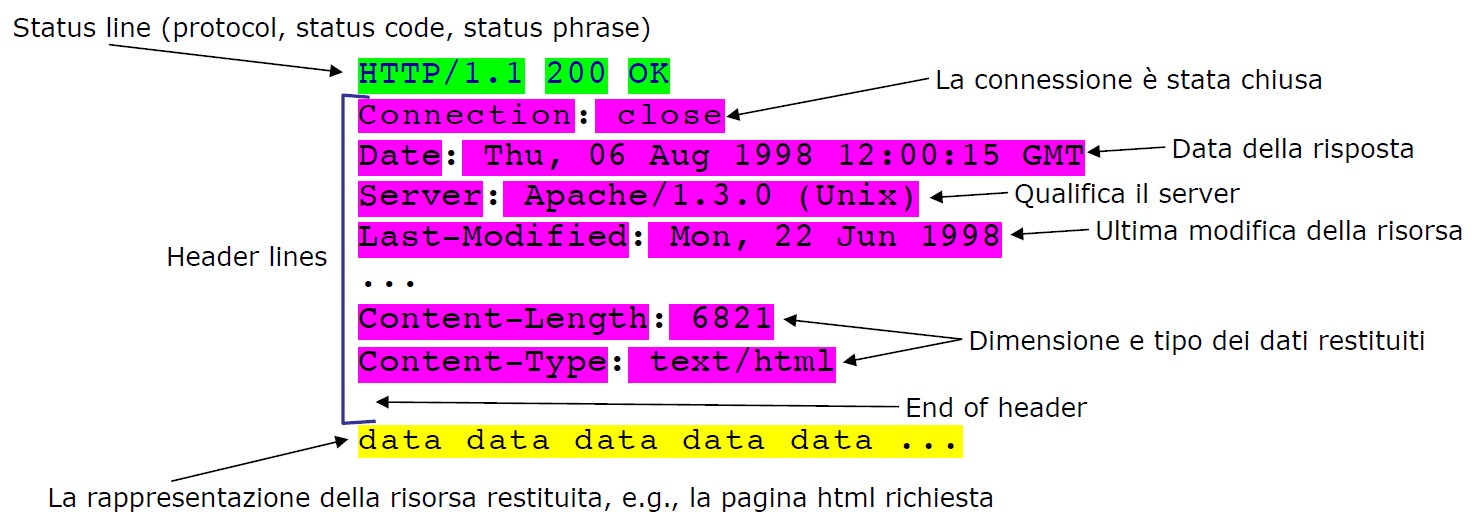 Status line (protocol, status code, status phrase)
HTTP/1.1 200 OK
La connessione è stata chiusa
Connection: close
Date: Thu, 06 Aug 1998 12:00:15 GMT
Data della risposta
Server: Apache/1.3.0 (Unix)
Qualifica il server
Last-Modified: Mon, 22 Jun 1998
Ultima modifica della risorsa
Header lines
...
Content-Length: 6821
Dimensione e tipo dei dati restituiti
Content-Type: text/html
End of header
data data data data data ...
La rappresentazione della risorsa restituita, e.g., la pagina html richiesta